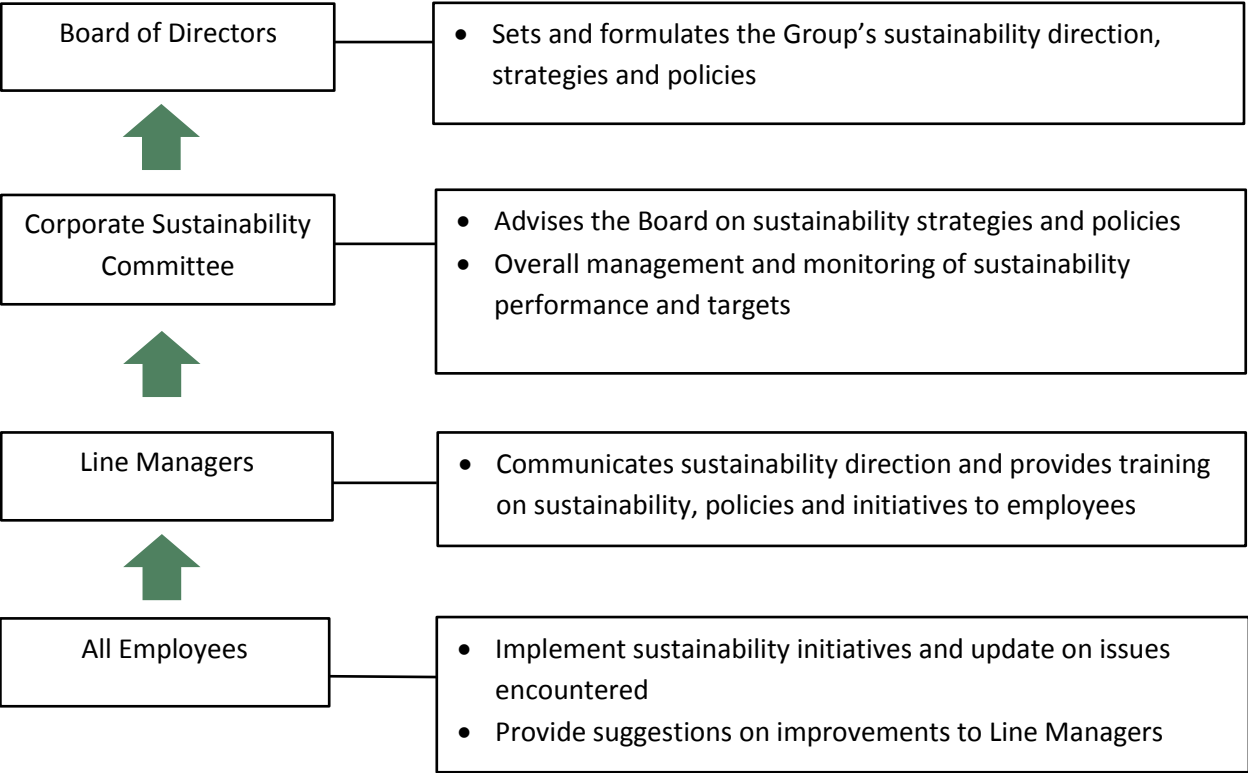 Board of Directors
• Sets and formulates the Group’s sustainability direction,
strategies and policies
Corporate Sustainability
Committee
• Advises the Board on sustainability strategies and policies
• Overall management and monitoring of sustainability
performance and targets
Line Managers
• Communicates sustainability direction and provides training
on sustainability, policies and initiatives to employees
All Employees
• Implement sustainability initiatives and update on issues
encountered
• Provide suggestions on improvements to Line Managers